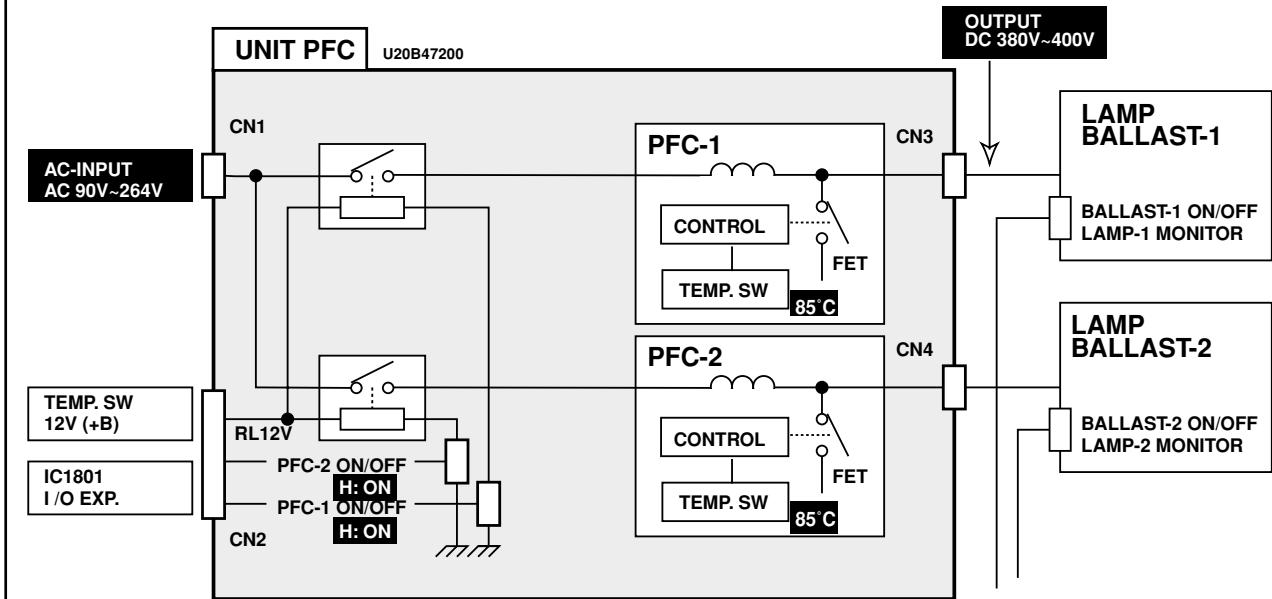 OUTPUT
DC 380V~400V
UNIT PFC
U20B47200
CN1
AC-INPUT
AC 90V~264V
PFC-1
CONTROL
TEMP. SW
FET
85°C
CN3
LAMP
BALLAST-1
BALLAST-1 ON/OFF
LAMP-1 MONITOR
PFC-2
CONTROL
TEMP. SW
FET
85°C
CN4
LAMP
BALLAST-2
BALLAST-2 ON/OFF
LAMP-2 MONITOR
TEMP. SW
12V (+B)
RL12V
IC1801
I /O EXP.
PFC-2 ON/OFF
H: ON
PFC-1 ON/OFF
H: ON
CN2